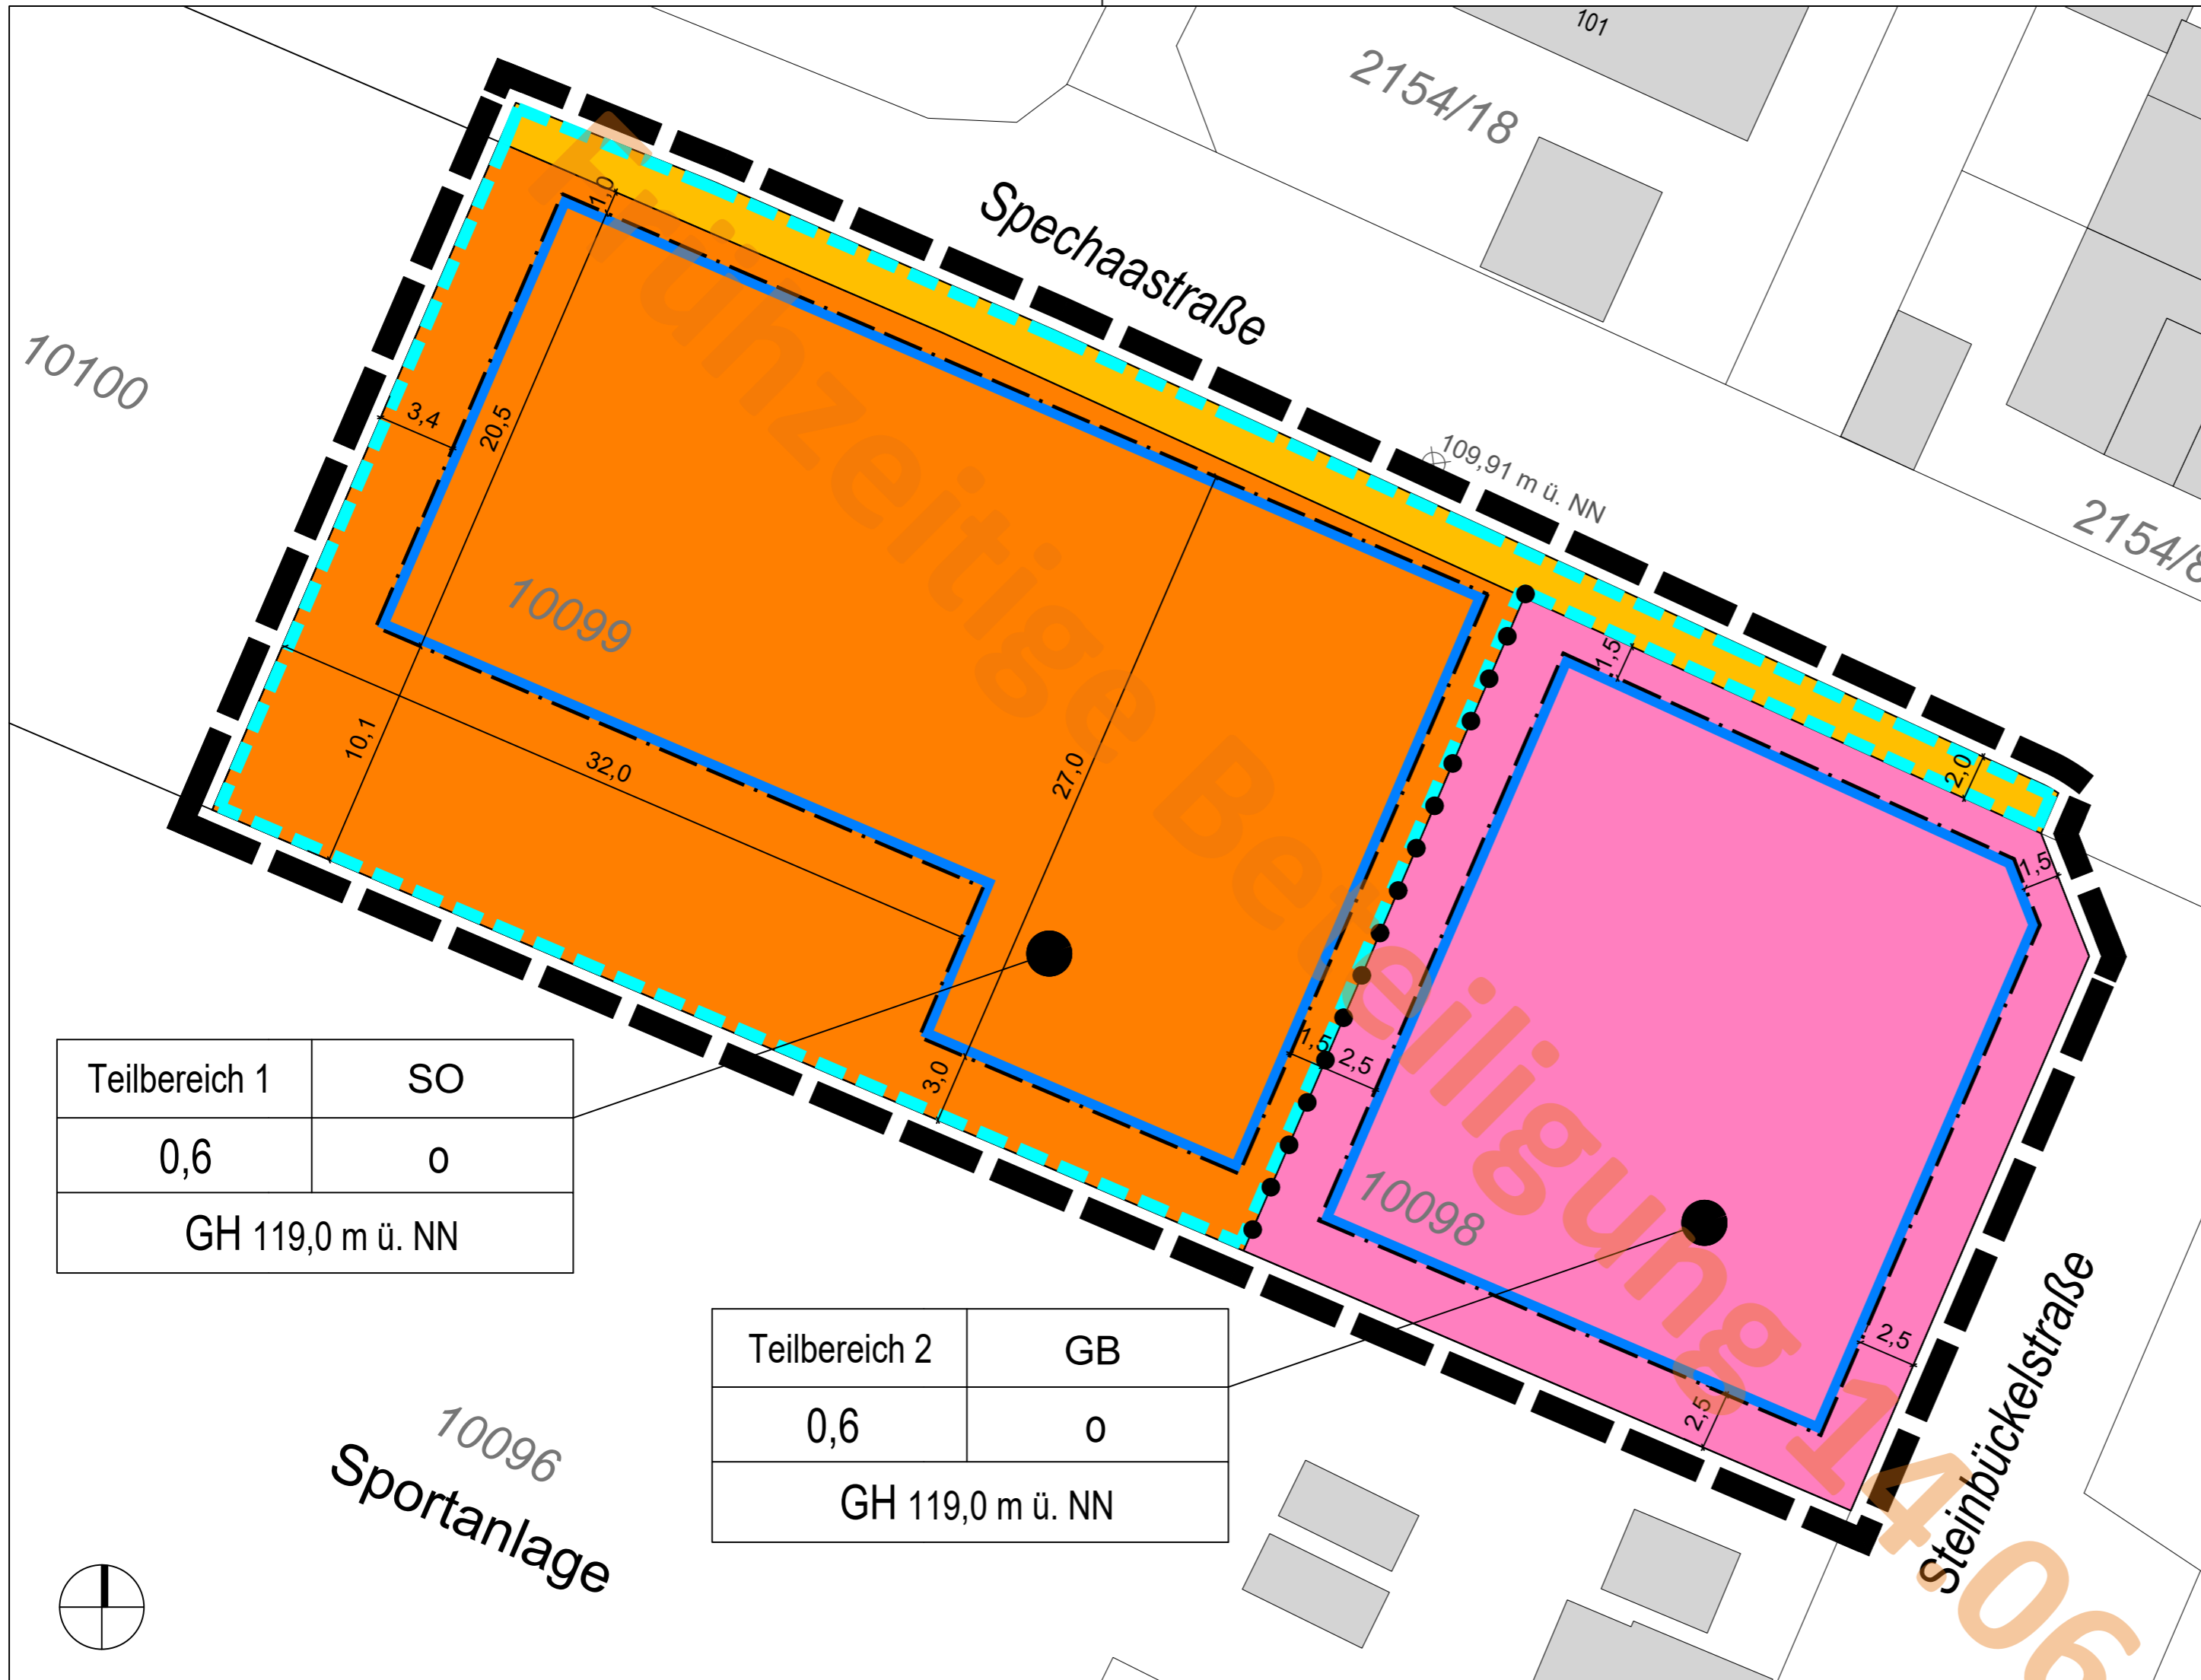 101
2154/18
Spechaastraße
10100
109,91 m ü. NN
1,0
3,4
20,5
10099
10,1
32,0
27,0
3,0
1,5
2,5
1,5
2,0
1,5
2,5
2,5
10098
Teilbereich 1 SO
0,6 o
GH 119,0 m ü. NN
Teilbereich 2 GB
0,6 o
GH 119,0 m ü. NN
10096
Sportanlage
Steinbückelstraße
Frühzeitige Beteiligung 14.06